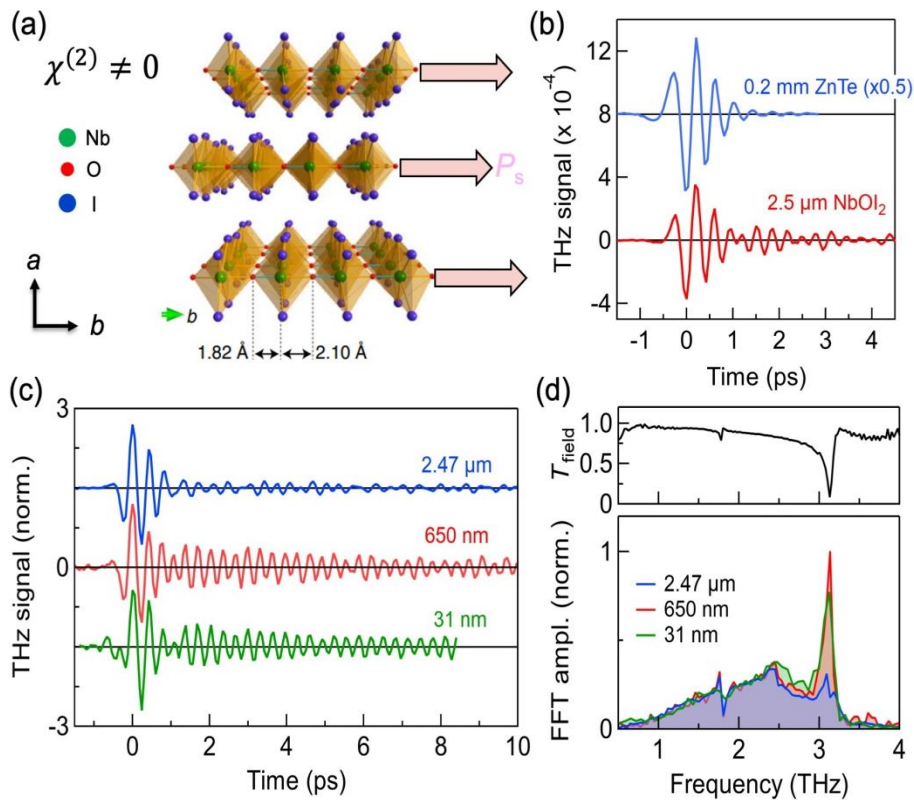 (a)
χ(2) ≠ 0
Nb
O
I
Ps
a
b
b
1.82 Å
2.10 Å
(b)
THz signal (x 10-4)
12
8
4
0
-4
0.2 mm ZnTe (x0.5)
2.5 µm NbOI2
-1 0 1 2 3 4
Time (ps)
(c)
THz signal (norm.)
3
0
-3
2.47 µm
650 nm
31 nm
0 2 4 6 8 10
Time (ps)
(d)
Tfield
1.0
0.5
0
FFT ampl. (norm.)
1
0
2.47 µm
650 nm
31 nm
1 2 3 4
Frequency (THz)